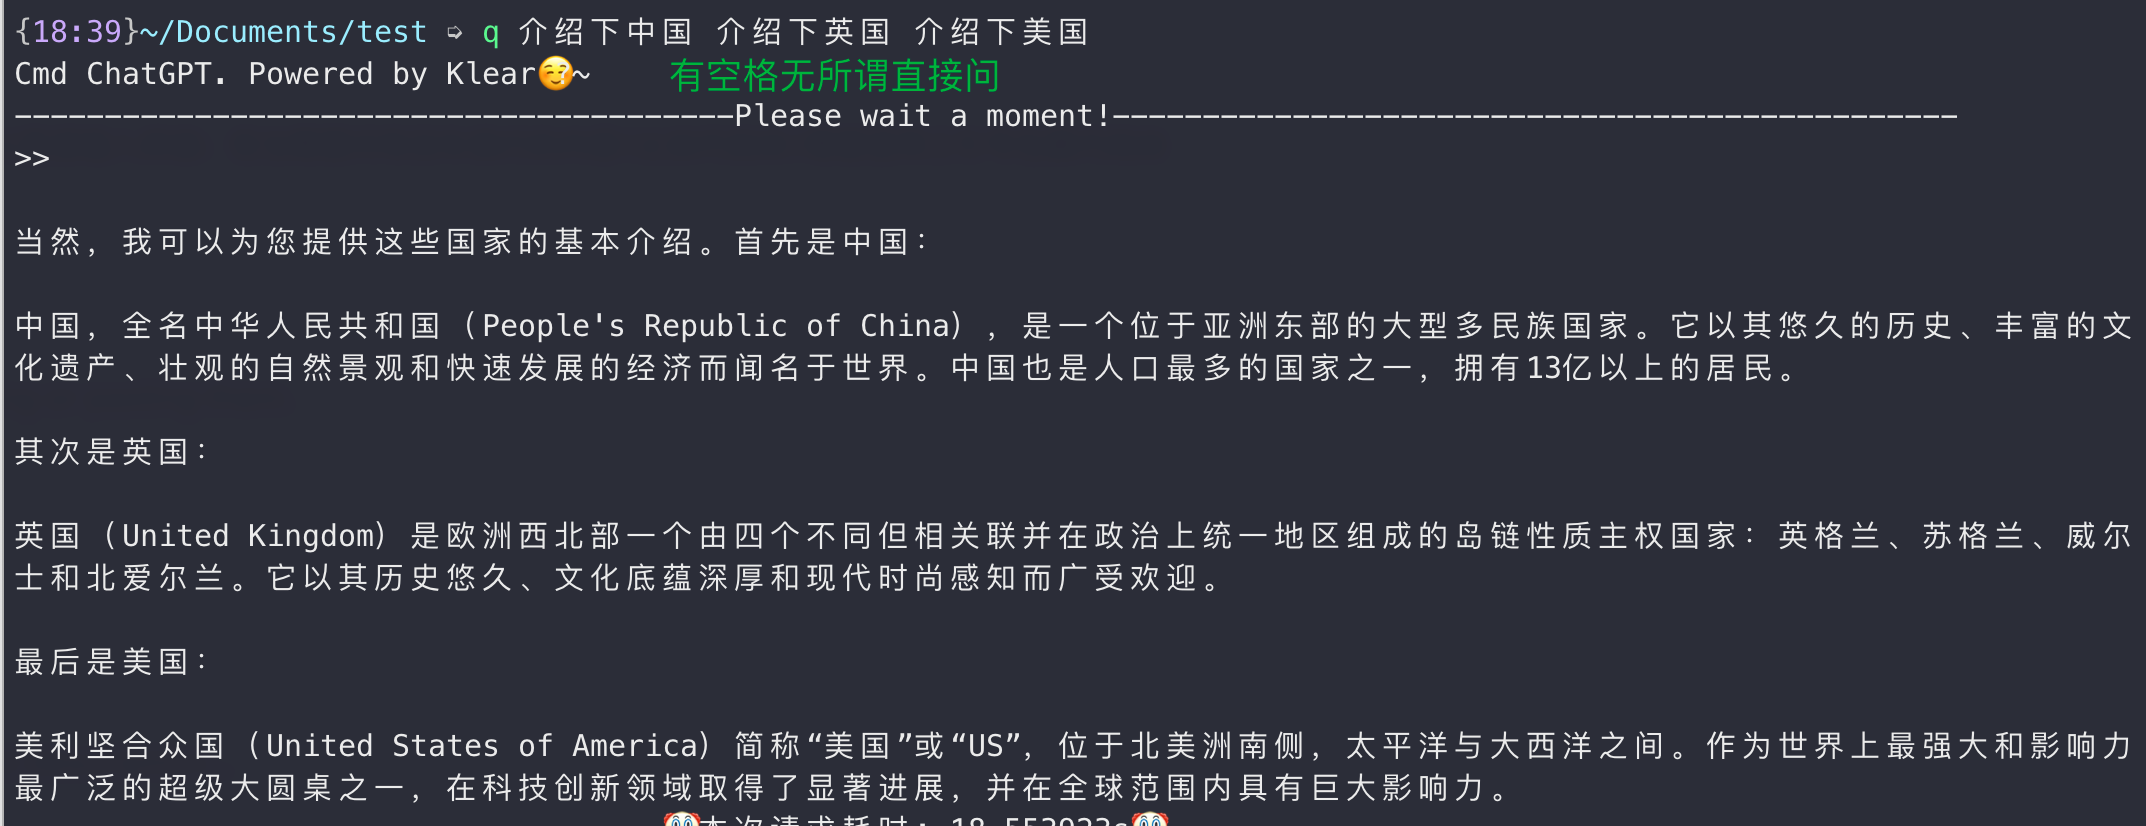 {18:39}~/Documents/test ➭ q 介绍下中国 介绍下英国 介绍下美国
Cmd ChatGPT. Powered by Klear~ 有空格无所谓直接问
----------------------------------------Please wait a moment!-----------------------------------------------
>>
当然，我可以为您提供这些国家的基本介绍。首先是中国：
中国，全名中华人民共和国（People's Republic of China），是一个位于亚洲东部的大型多民族国家。它以其悠久的历史、丰富的文
化遗产、壮观的自然景观和快速发展的经济而闻名于世界。中国也是人口最多的国家之一，拥有13亿以上的居民。
其次是英国：
英国（United Kingdom）是欧洲西北部一个由四个不同但相关联并在政治上统一地区组成的岛链性质主权国家：英格兰、苏格兰、威尔
士和北爱尔兰。它以其历史悠久、文化底蕴深厚和现代时尚感知而广受欢迎。
最后是美国：
美利坚合众国（United States of America）简称“美国”或“US”，位于北美洲南侧，太平洋与大西洋之间。作为世界上最强大和影响力
最广泛的超级大圆桌之一，在科技创新领域取得了显著进展，并在全球范围内具有巨大影响力。
本次请求耗时：18.553923s